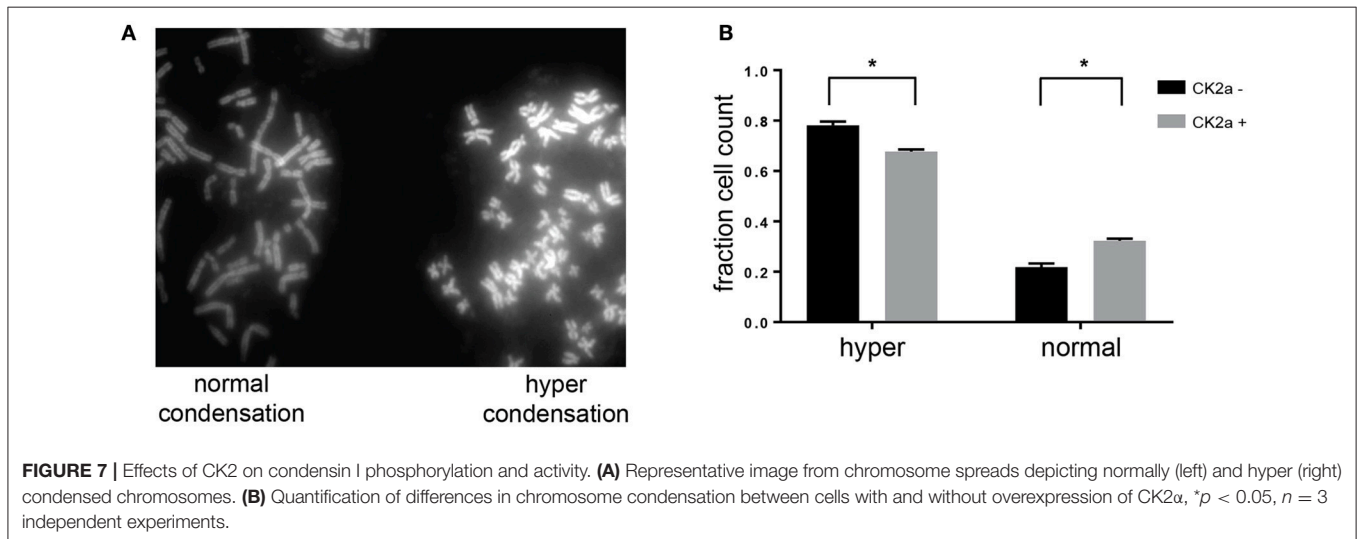 A
normal
condensation
hyper
condensation
B
fraction cell count
1.0
0.8
0.6
0.4
0.2
0.0
*
*
CK2a -
CK2a +
hyper
normal
FIGURE 7 | Effects of CK2 on condensin I phosphorylation and activity. (A) Representative image from chromosome spreads depicting normally (left) and hyper (right)
condensed chromosomes. (B) Quantification of differences in chromosome condensation between cells with and without overexpression of CK2α, *p < 0.05, n = 3
independent experiments.